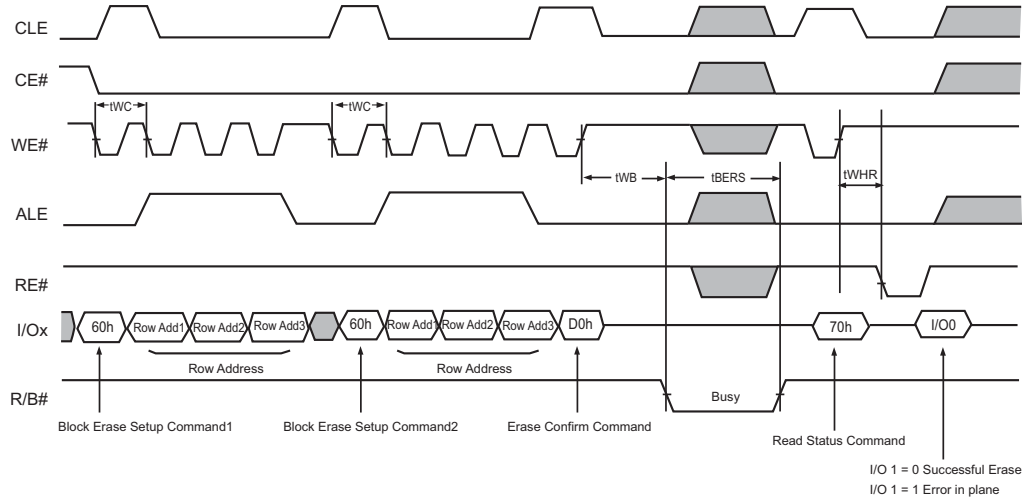 CLE
CE#
tWC tWC
WE#
tWB tBERS tWHR
ALE
RE#
I/Ox 60h Row Add1 Row Add2 Row Add3 60h Row Add1 Row Add2 Row Add3 D0h 70h I/O0
Row Address Row Address
R/B# Busy
Block Erase Setup Command1 Block Erase Setup Command2 Erase Confirm Command
Read Status Command
I/O 1 = 0 Successful Erase
I/O 1 = 1 Error in plane